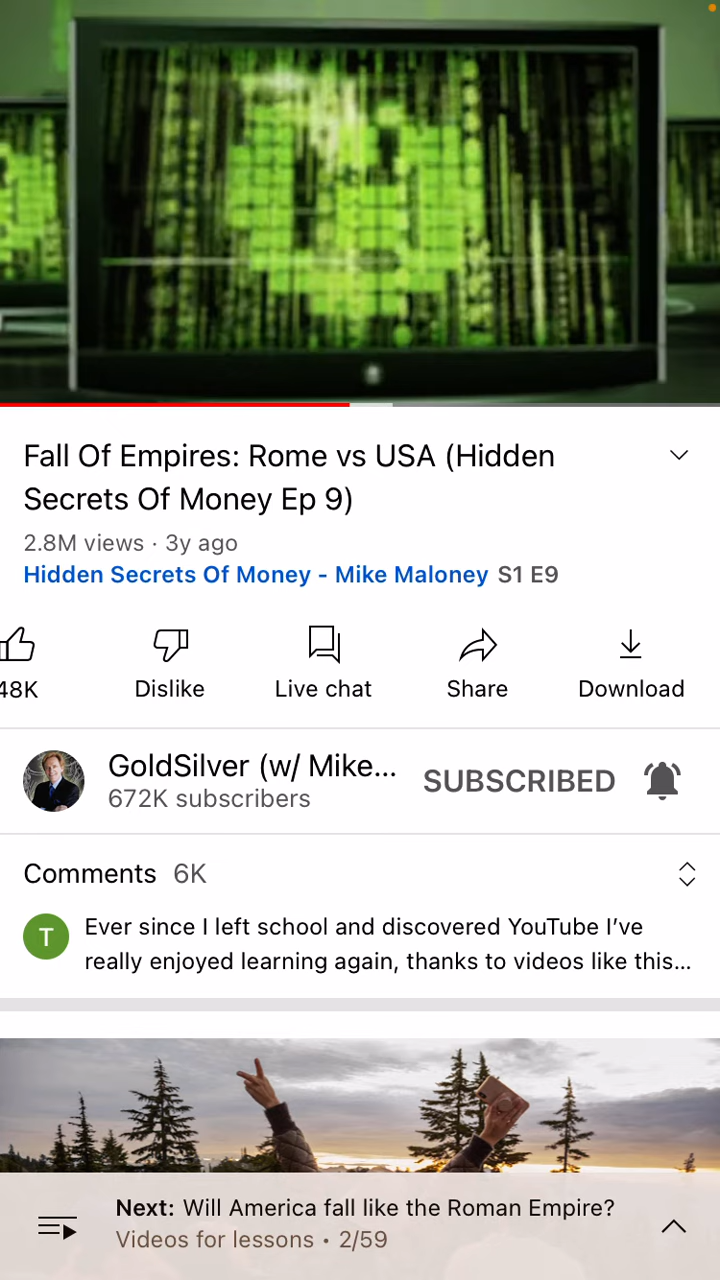 Fall Of Empires: Rome vs USA (Hidden
Secrets Of Money Ep 9)
2.8M views · 3y ago
Hidden Secrets Of Money - Mike Maloney S1 E9
48K
Dislike
Live chat
Share
Download
GoldSilver (w/ Mike...
672K subscribers
SUBSCRIBED
Comments 6K
T
Ever since I left school and discovered YouTube I’ve
really enjoyed learning again, thanks to videos like this...
Next: Will America fall like the Roman Empire?
Videos for lessons • 2/59